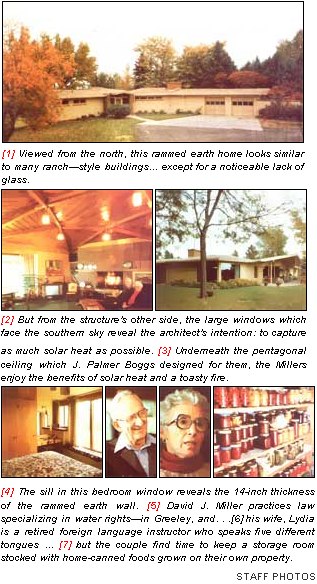 [1] Viewed from the north, this rammed earth home looks similar
to many ranch—style buildings... except for a noticeable lack of
glass.
[2] But from the structure's other side, the large windows which
face the southern sky reveal the architect's intention: to capture
as much solar heat as possible. [3] Underneath the pentagonal
ceiling which J. Palmer Boggs designed for them, the Millers
enjoy the benefits of solar heat and a toasty fire.
[4] The sill in this bedroom window reveals the 14-inch thickness
of the rammed earth wall. [5] David J. Miller practices law
specializing in water rights—in Greeley, and. . .[6] his wife, Lydia
is a retired foreign language instructor who speaks five different
tongues ... [7] but the couple find time to keep a storage room
stocked with home-canned foods grown on their own property.
STAFF PHOTOS